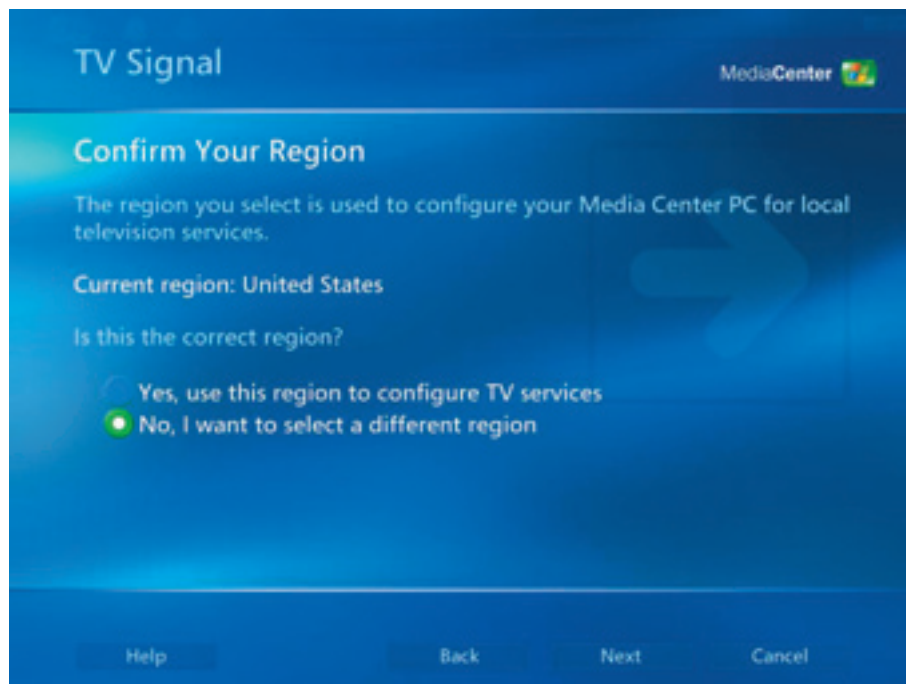 TV Signal
MediaCenter
Confirm Your Region
The region you select is used to configure your Media Center PC for local
television services.
Current region: United States
Is this the correct region?
Yes, use this region to configure TV services
No, I want to select a different region
Help Back Next Cancel